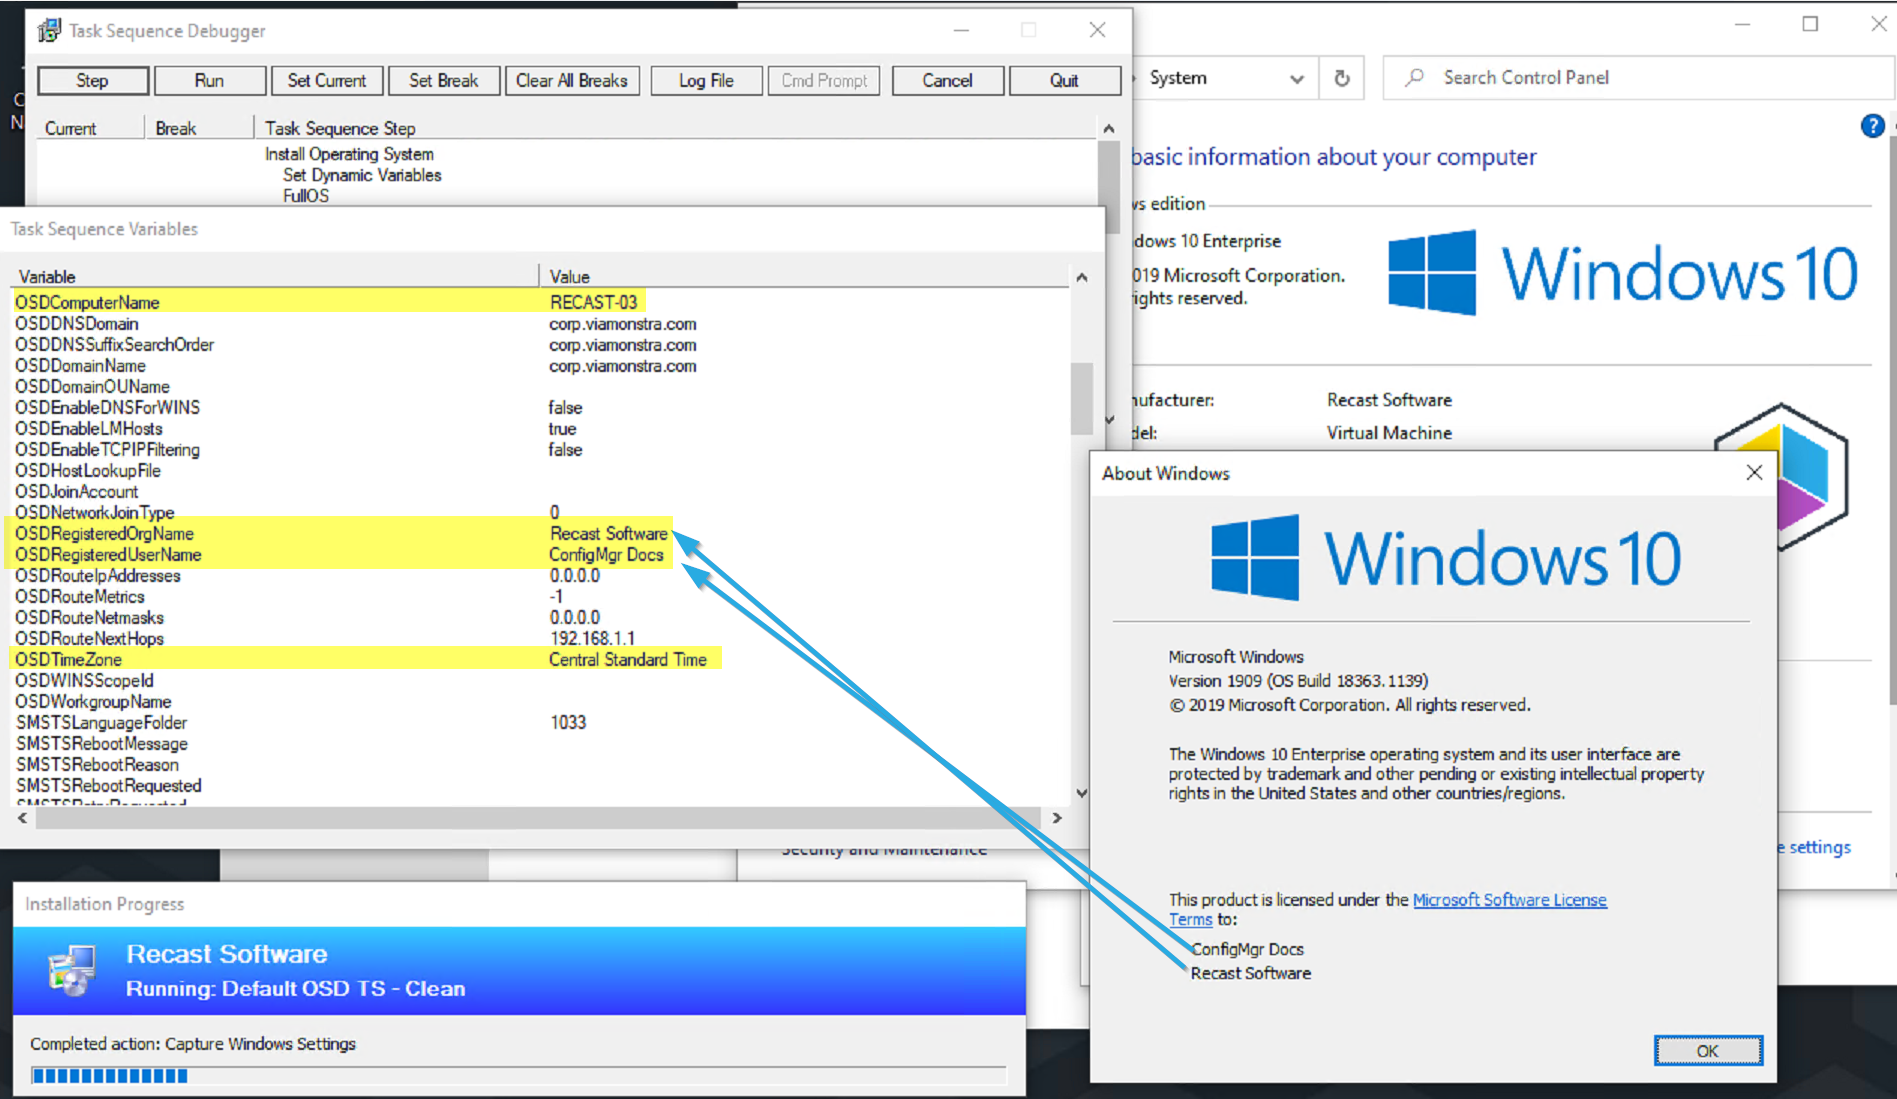 Task Sequence Debugger
Step Run Set Current Set Break Clear All Breaks Log File Cmd Prompt Cancel Quit
Current Break Task Sequence Step
Install Operating System
Set Dynamic Variables
FullOS
Task Sequence Variables
Variable Value
OSDComputerName RECAST-03
OSDDNSDomain corp.viamonstra.com
OSDDNSSuffixSearchOrder corp.viamonstra.com
OSDDomainName corp.viamonstra.com
OSDDomainOUName
OSDEnableDNSForWINS false
OSDEnableLMHosts true
OSDEnableTCPIPFiltering false
OSDHostLookupFile
OSDJoinAccount
OSDNetworkJoinType 0
OSDRegisteredOrgName Recast Software
OSDRegisteredUserName ConfigMgr Docs
OSDRouteIpAddresses 0.0.0.0
OSDRouteMetrics -1
OSDRouteNetmasks 0.0.0.0
OSDRouteNextHops 192.168.1.1
OSDTimeZone Central Standard Time
OSDWINSScopeId
OSDWorkgroupName
SMSTSLanguageFolder 1033
SMSTSRebootMessage
SMSTSRebootReason
SMSTSRebootRequested
Security and Maintenance
Installation Progress
Recast Software
Running: Default OSD TS - Clean
Completed action: Capture Windows Settings
System
Search Control Panel
?
basic information about your computer
ws edition
dows 10 Enterprise
019 Microsoft Corporation.
ights reserved.
Windows 10
nufacturer: Recast Software
del: Virtual Machine
e settings
About Windows
Windows 10
Microsoft Windows
Version 1909 (OS Build 18363.1139)
© 2019 Microsoft Corporation. All rights reserved.
The Windows 10 Enterprise operating system and its user interface are
protected by trademark and other pending or existing intellectual property
rights in the United States and other countries/regions.
This product is licensed under the Microsoft Software License
Terms to:
ConfigMgr Docs
Recast Software
OK